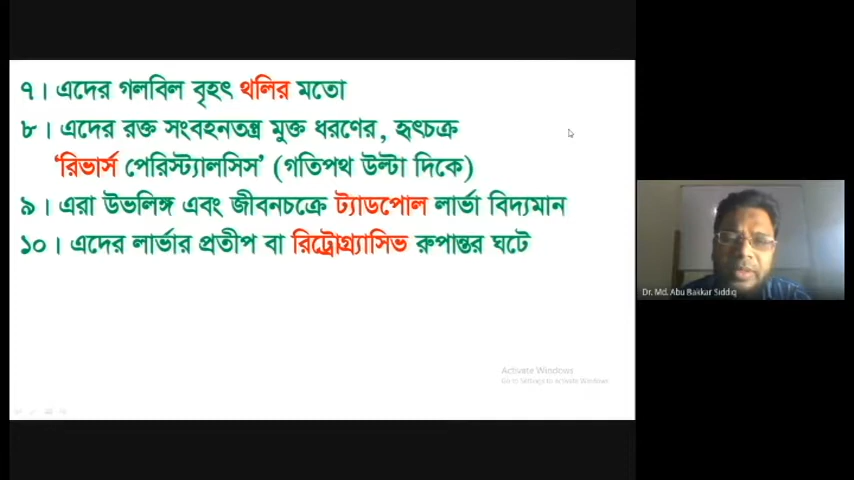 ৭। এদের গলবিল বৃহৎ থলির মতো
৮। এদের রক্ত সংবহনতন্ত্র মুক্ত ধরণের, হৃৎচক্র
‘রিভার্স পেরিস্ট্যালসিস’ (গতিপথ উল্টা দিকে)
৯। এরা উভলিঙ্গ এবং জীবনচক্রে ট্যাডপোল লার্ভা বিদ্যমান
১০। এদের লার্ভার প্রতীপ বা রিট্রোগ্র্যাসিভ রুপান্তর ঘটে
Dr. Md. Abu Bakkar Siddiq
Activate Windows
Go to Settings to activate Windows.